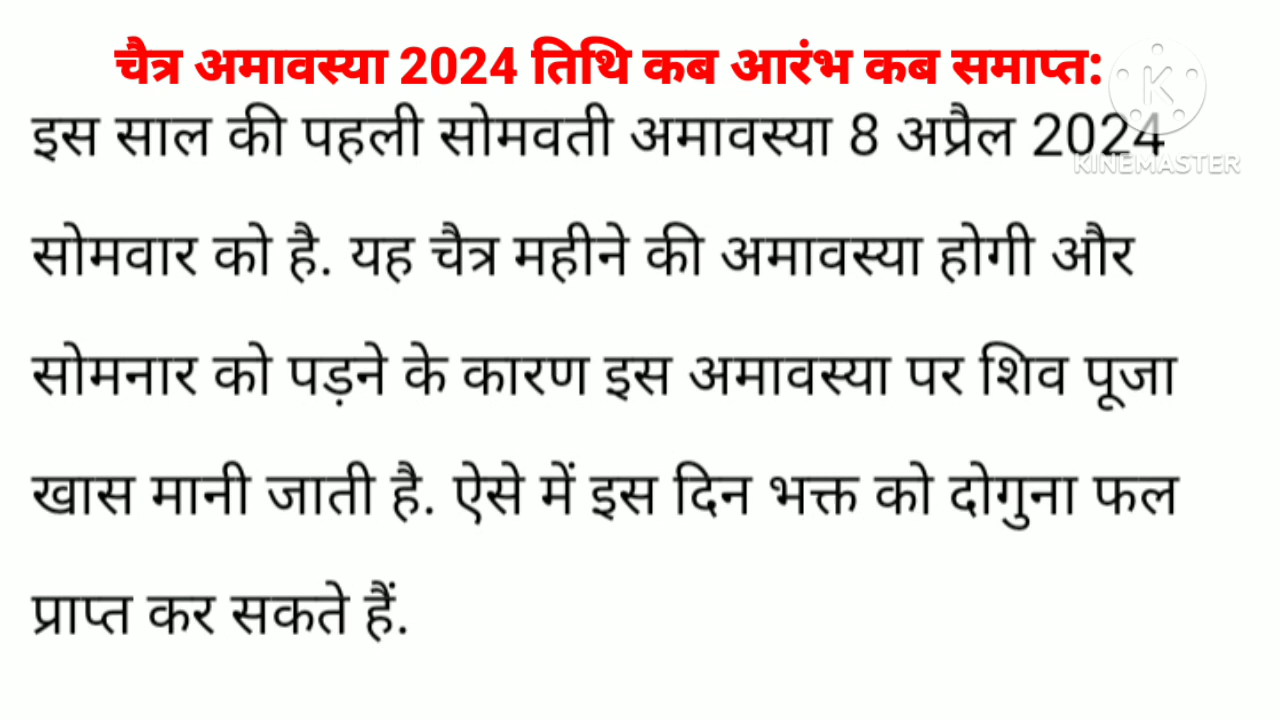 चैत्र अमावस्या 2024 तिथि कब आरंभ कब समाप्त:
इस साल की पहली सोमवती अमावस्या 8 अप्रैल 2024
KINEMASTER
सोमवार को है. यह चैत्र महीने की अमावस्या होगी और
सोमनार को पड़ने के कारण इस अमावस्या पर शिव पूजा
खास मानी जाती है. ऐसे में इस दिन भक्त को दोगुना फल
प्राप्त कर सकते हैं.